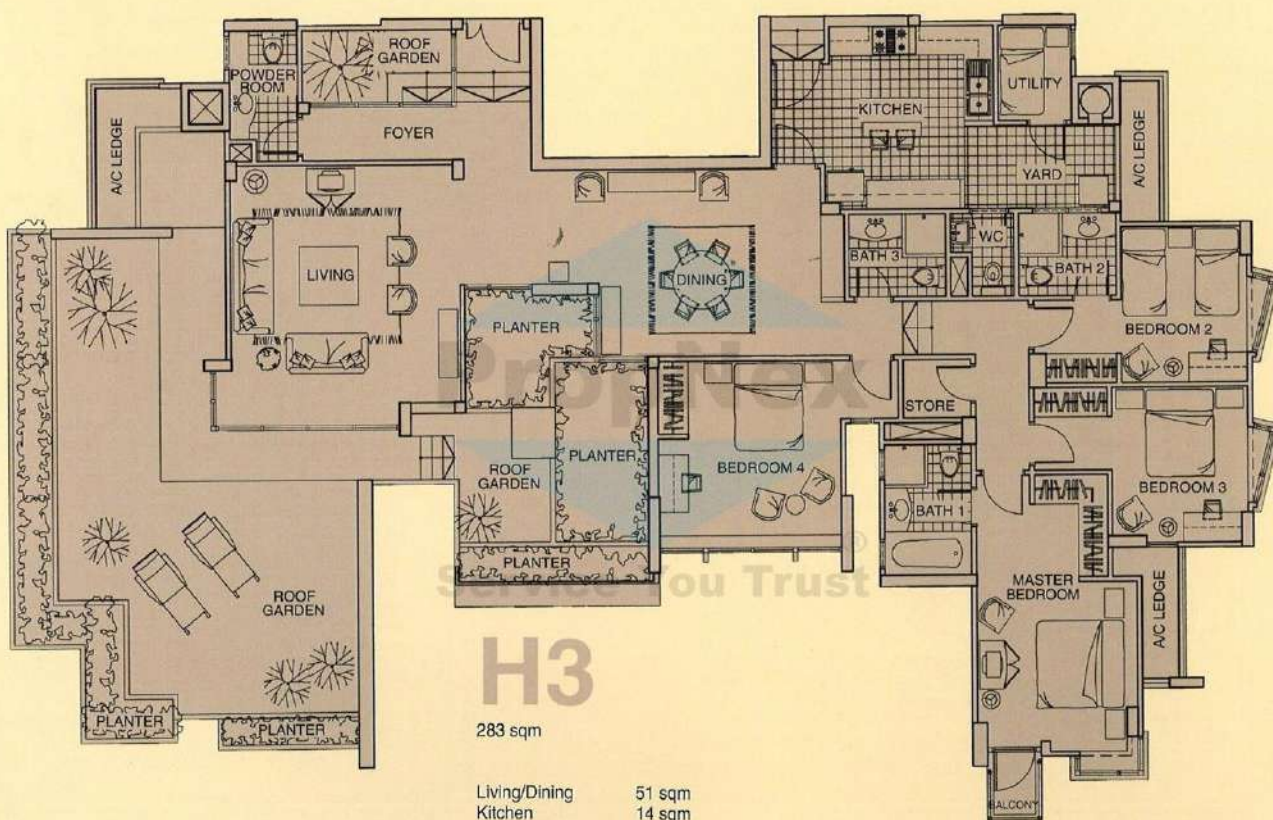 ROOF
GARDEN
POWDER
ROOM
FOYER
A/C LEDGE
KITCHEN
UTILITY
YARD
A/C LEDGE
LIVING
DINING
BATH 3
WC
BATH 2
PLANTER
BEDROOM 2
PropNex
STORE
BEDROOM 4
PLANTER
ROOF
GARDEN
BEDROOM 3
BATH 1
PLANTER
®
Service You Trust
ROOF
GARDEN
MASTER
BEDROOM
A/C LEDGE
H3
PLANTER
PLANTER
283 sqm
BALCONY
Living/Dining 51 sqm
Kitchen 14 sqm